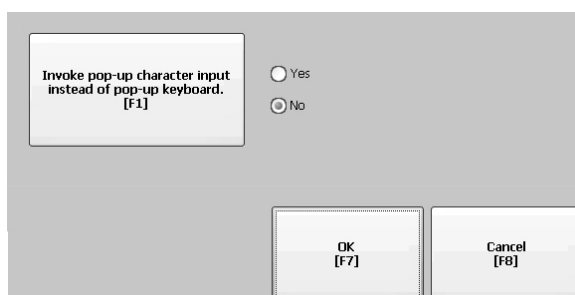 Invoke pop-up character input
instead of pop-up keyboard.
[F1]
Yes
No
OK
[F7]
Cancel
[F8]